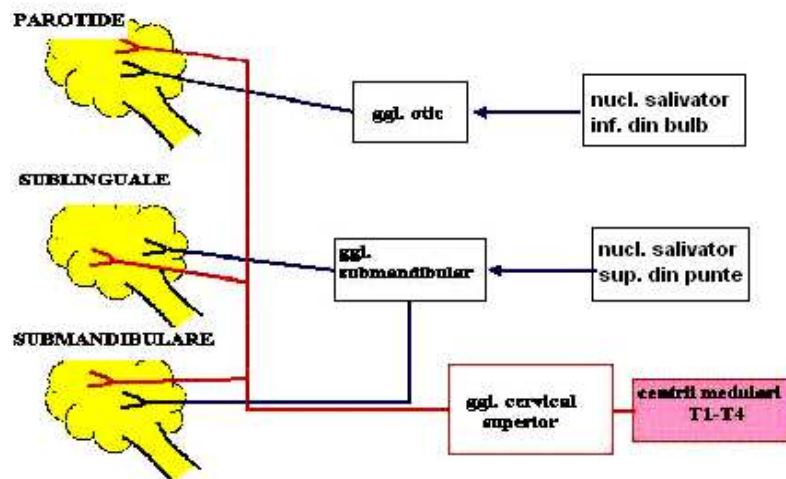 PAROTIDE
ggl. otic
nucl. salivator
inf. din bulb
SUBLINGUALE
ggl.
submandibular
nucl. salivator
sup. din punte
SUBMANDIBULARE
ggl. cervical
superior
centrii medulari
T1-T4